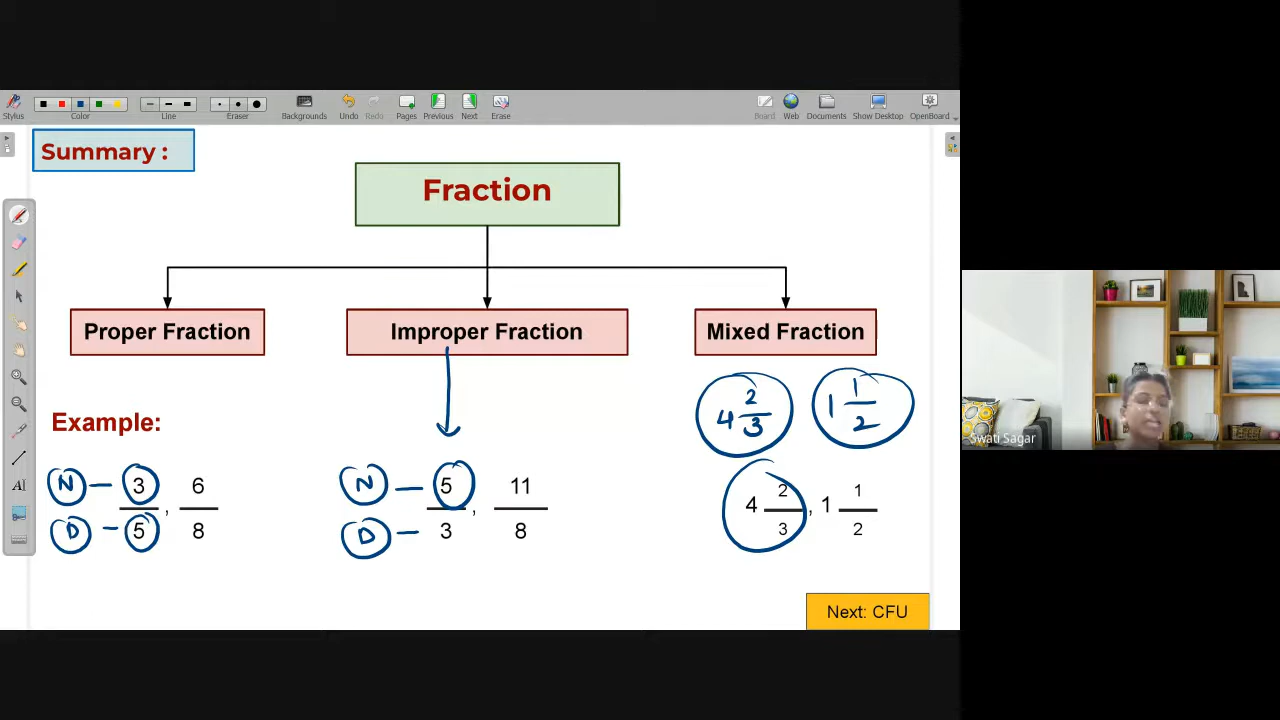 Stylus Color Line Eraser Backgrounds Undo Redo Pages Previous Next Erase Board Web Documents Show Desktop OpenBoard
Summary :
Fraction
Proper Fraction Improper Fraction Mixed Fraction
4 2/3 1 1/2
Example:
N – 3/5, 6/8
D –
N – 5/3, 11/8
D –
4 2/3, 1 1/2
Next: CFU
Swati Sagar